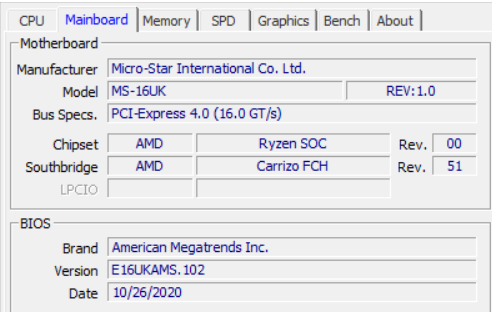 CPU Mainboard Memory SPD Graphics Bench About
Motherboard
Manufacturer Micro-Star International Co. Ltd.
Model MS-16UK REV:1.0
Bus Specs. PCI-Express 4.0 (16.0 GT/s)
Chipset AMD Ryzen SOC Rev. 00
Southbridge AMD Carrizo FCH Rev. 51
LPCIO
BIOS
Brand American Megatrends Inc.
Version E16UKAMS.102
Date 10/26/2020